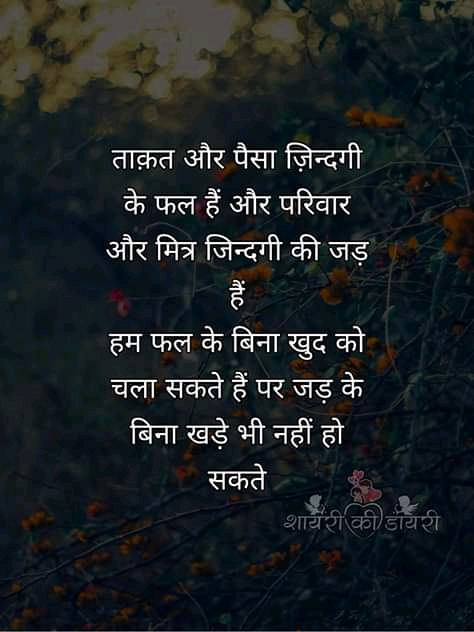 ताक़त और पैसा ज़िन्दगी
के फल हैं और परिवार
और मित्र जिन्दगी की जड़
हैं
हम फल के बिना खुद को
चला सकते हैं पर जड़ के
बिना खड़े भी नहीं हो
सकते
शायरी की डायरी